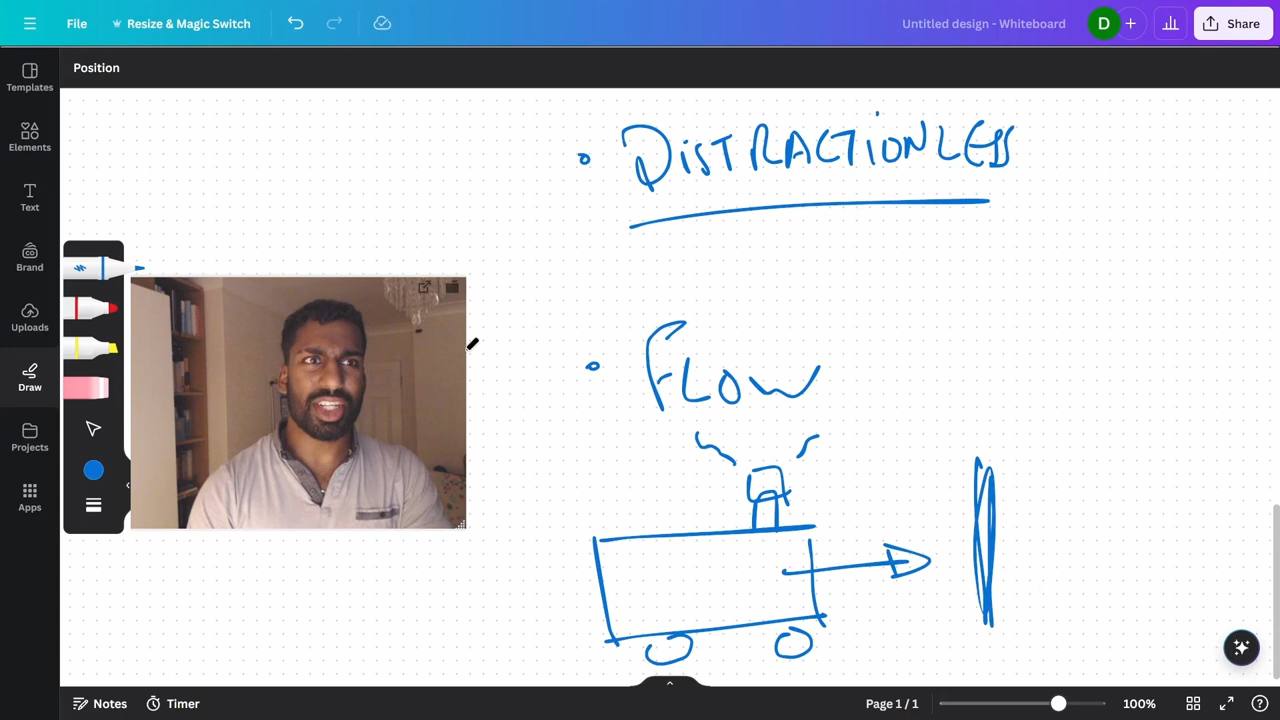 File
Resize & Magic Switch
Untitled design - Whiteboard
D
+
Share
Position
Templates
Elements
T
Text
co
Brand
Uploads
Draw
Projects
Apps
• DiSTRACTiONLESS
• FLOW
Notes
Timer
Page 1 / 1
100%
?